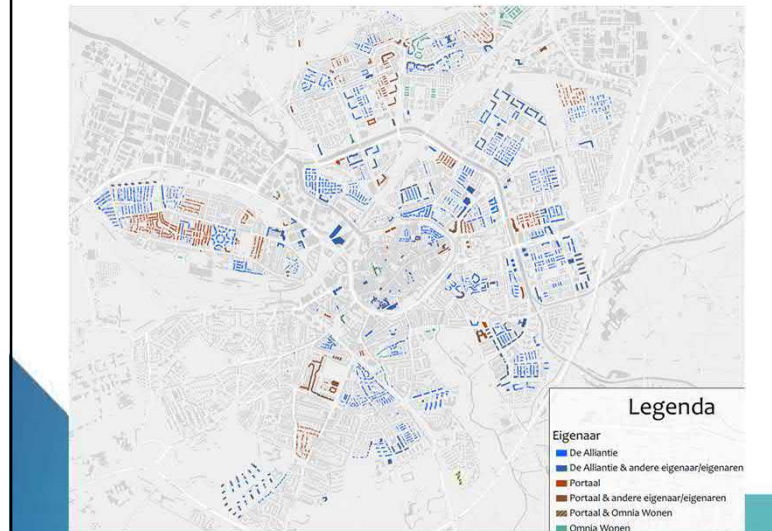 Legenda
Eigenaar
De Alliantie
De Alliantie & andere eigenaar/eigenaren
Portaal
Portaal & andere eigenaar/eigenaren
Portaal & Omnia Wonen
Omnia Wonen